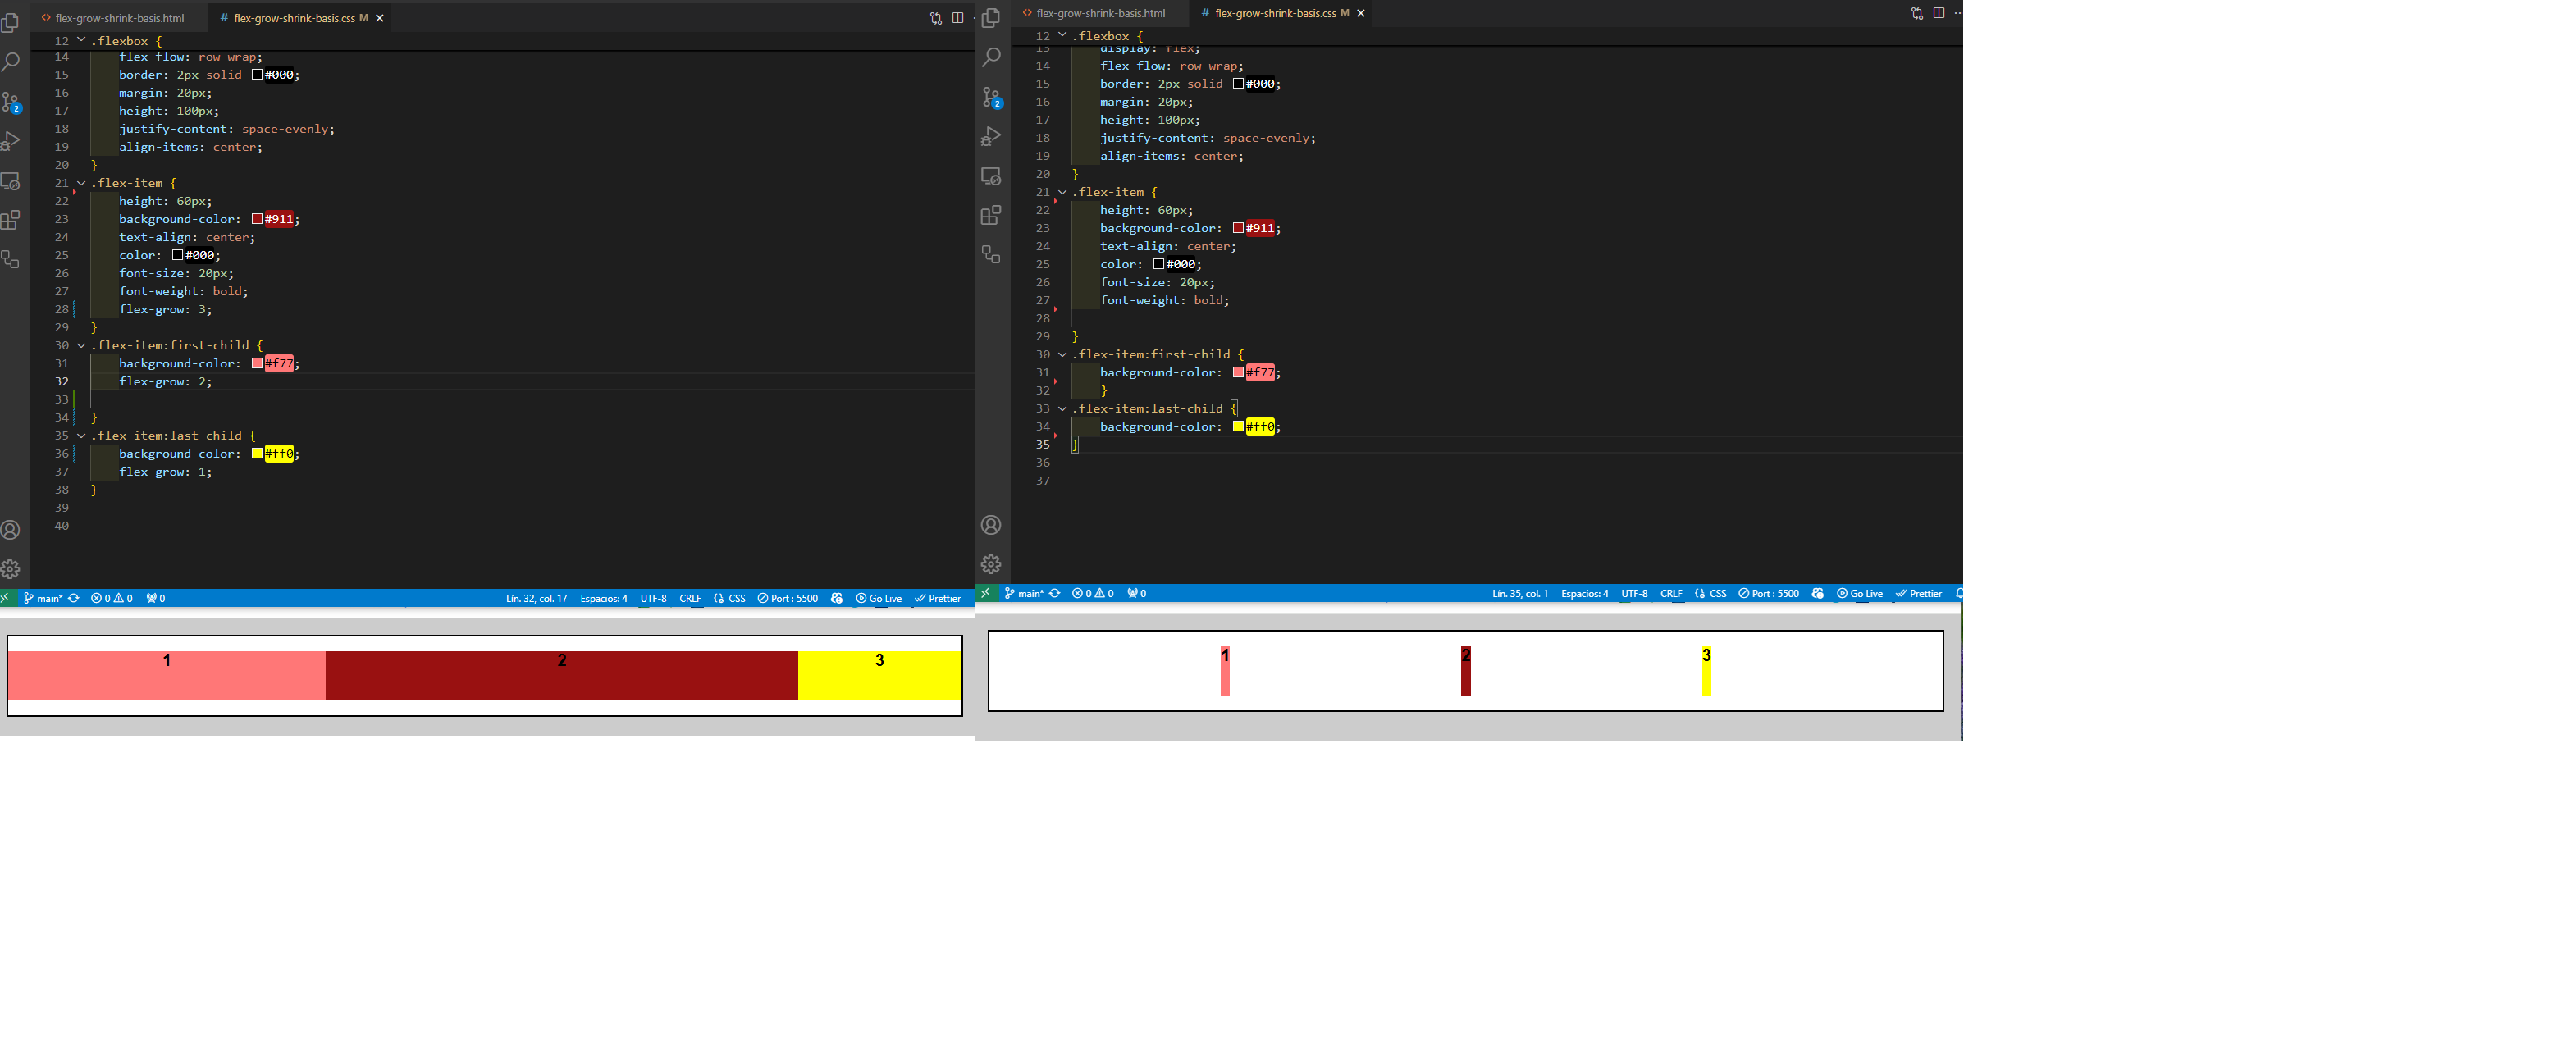 flex-grow-shrink-basis.html
flex-grow-shrink-basis.css M
12 .flexbox {
14 flex-flow: row wrap;
15 border: 2px solid #000;
16 margin: 20px;
17 height: 100px;
18 justify-content: space-evenly;
19 align-items: center;
20 }
21 .flex-item {
22 height: 60px;
23 background-color: #911;
24 text-align: center;
25 color: #000;
26 font-size: 20px;
27 font-weight: bold;
28 flex-grow: 3;
29 }
30 .flex-item:first-child {
31 background-color: #f77;
32 flex-grow: 2;
33
34 }
35 .flex-item:last-child {
36 background-color: #ff0;
37 flex-grow: 1;
38 }
39
40
2
main* 0 0 0 Lín. 32, col. 17 Espacios: 4 UTF-8 CRLF CSS Port : 5500 Go Live Prettier
1 2 3
flex-grow-shrink-basis.html
flex-grow-shrink-basis.css M
12 .flexbox {
13 display: flex;
14 flex-flow: row wrap;
15 border: 2px solid #000;
16 margin: 20px;
17 height: 100px;
18 justify-content: space-evenly;
19 align-items: center;
20 }
21 .flex-item {
22 height: 60px;
23 background-color: #911;
24 text-align: center;
25 color: #000;
26 font-size: 20px;
27 font-weight: bold;
28
29 }
30 .flex-item:first-child {
31 background-color: #f77;
32 }
33 .flex-item:last-child {
34 background-color: #ff0;
35 }
36
37
2
main* 0 0 0 Lín. 35, col. 1 Espacios: 4 UTF-8 CRLF CSS Port : 5500 Go Live Prettier
1 2 3